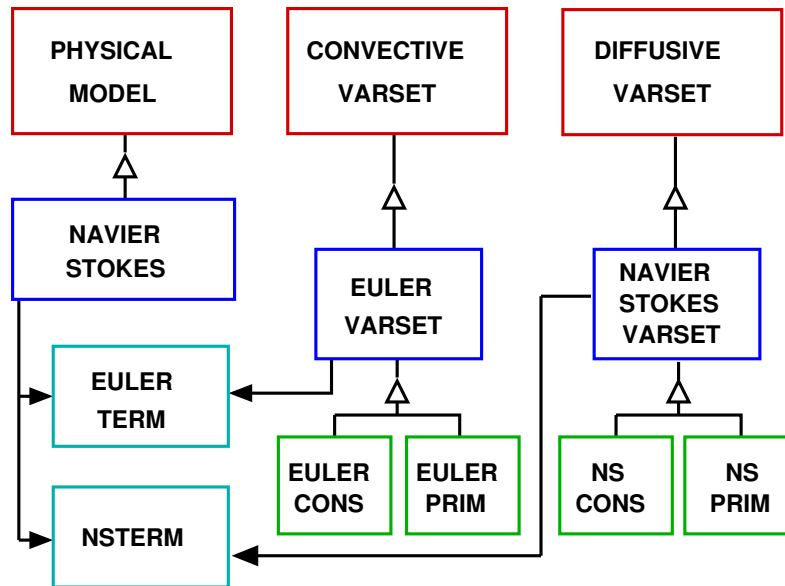 PHYSICAL
MODEL
CONVECTIVE
VARSET
DIFFUSIVE
VARSET
NAVIER
STOKES
EULER
VARSET
NAVIER
STOKES
VARSET
EULER
TERM
EULER
CONS
EULER
PRIM
NS
CONS
NS
PRIM
NSTERM